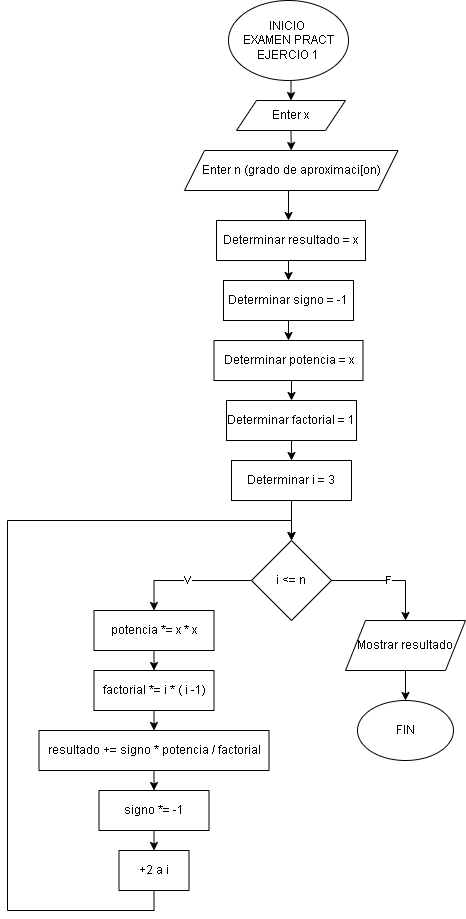 INICIO
EXAMEN PRACT
EJERCIO 1
Enter x
Enter n (grado de aproximaci[on)
Determinar resultado = x
Determinar signo = -1
Determinar potencia = x
Determinar factorial = 1
Determinar i = 3
i <= n
V
F
potencia *= x * x
factorial *= i * ( i -1)
resultado += signo * potencia / factorial
signo *= -1
+2 a i
Mostrar resultado
FIN